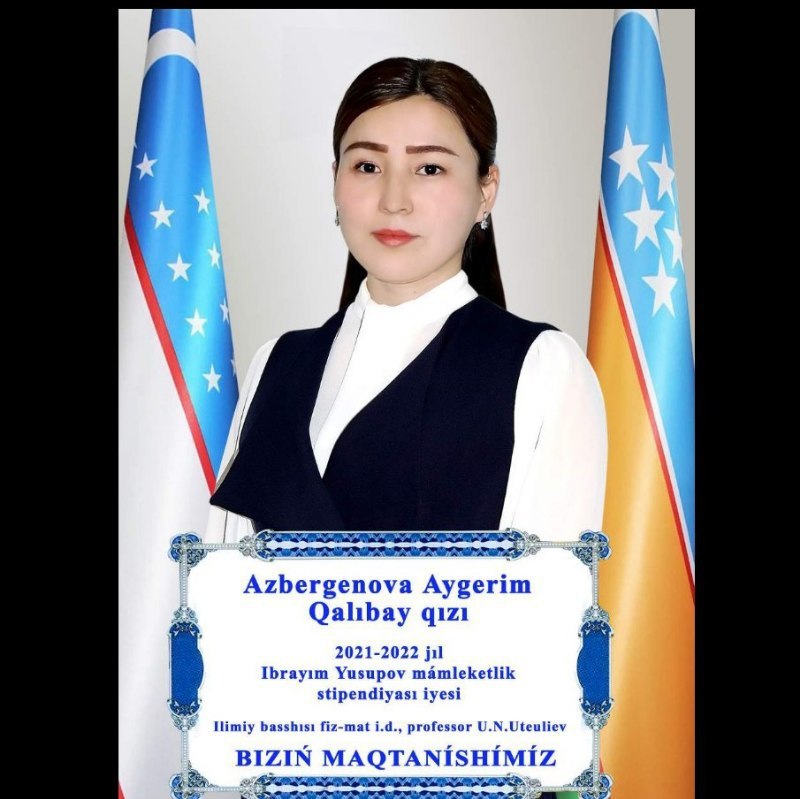 Azbergenova Aygerim
Qalıbay qızı
2021-2022 jıl
Ibrayım Yusupov mámleketlik
stipendiyası iyesi
Ilimiy basshısı fiz-mat i.d., professor U.N.Uteuliev
BIZIŃ MAQTANÍSHÍMÍZ